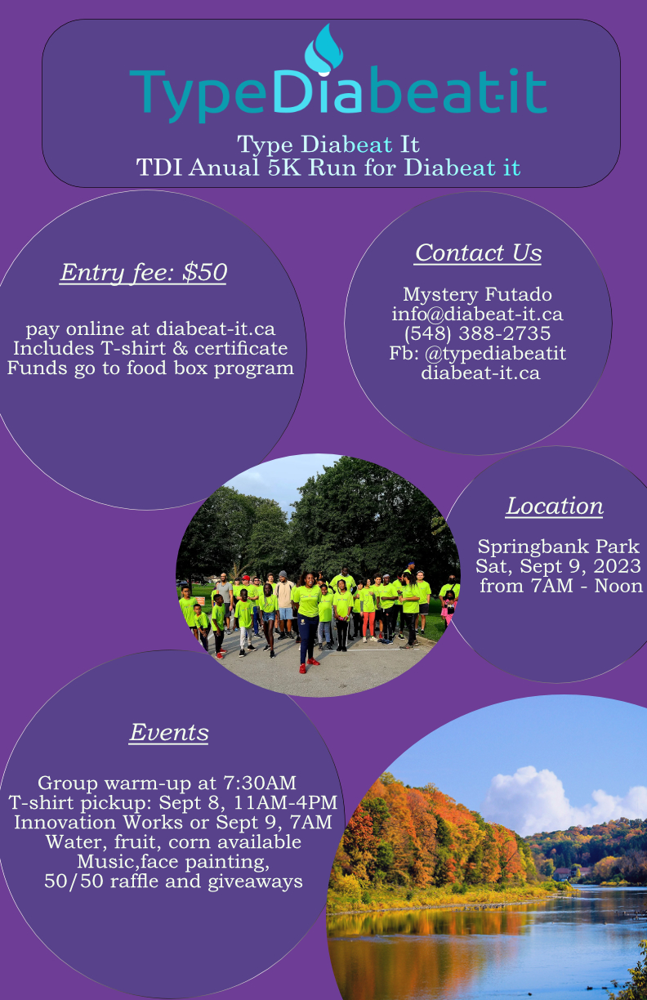 TypeDiabeat-it
Type Diabeat It
TDI Anual 5K Run for Diabeat it
Entry fee: $50
pay online at diabeat-it.ca
Includes T-shirt & certificate
Funds go to food box program
Contact Us
Mystery Futado
info@diabeat-it.ca
(548) 388-2735
Fb: @typediabeatit
diabeat-it.ca
Location
Springbank Park
Sat, Sept 9, 2023
from 7AM - Noon
Events
Group warm-up at 7:30AM
T-shirt pickup: Sept 8, 11AM-4PM
Innovation Works or Sept 9, 7AM
Water, fruit, corn available
Music,face painting,
50/50 raffle and giveaways